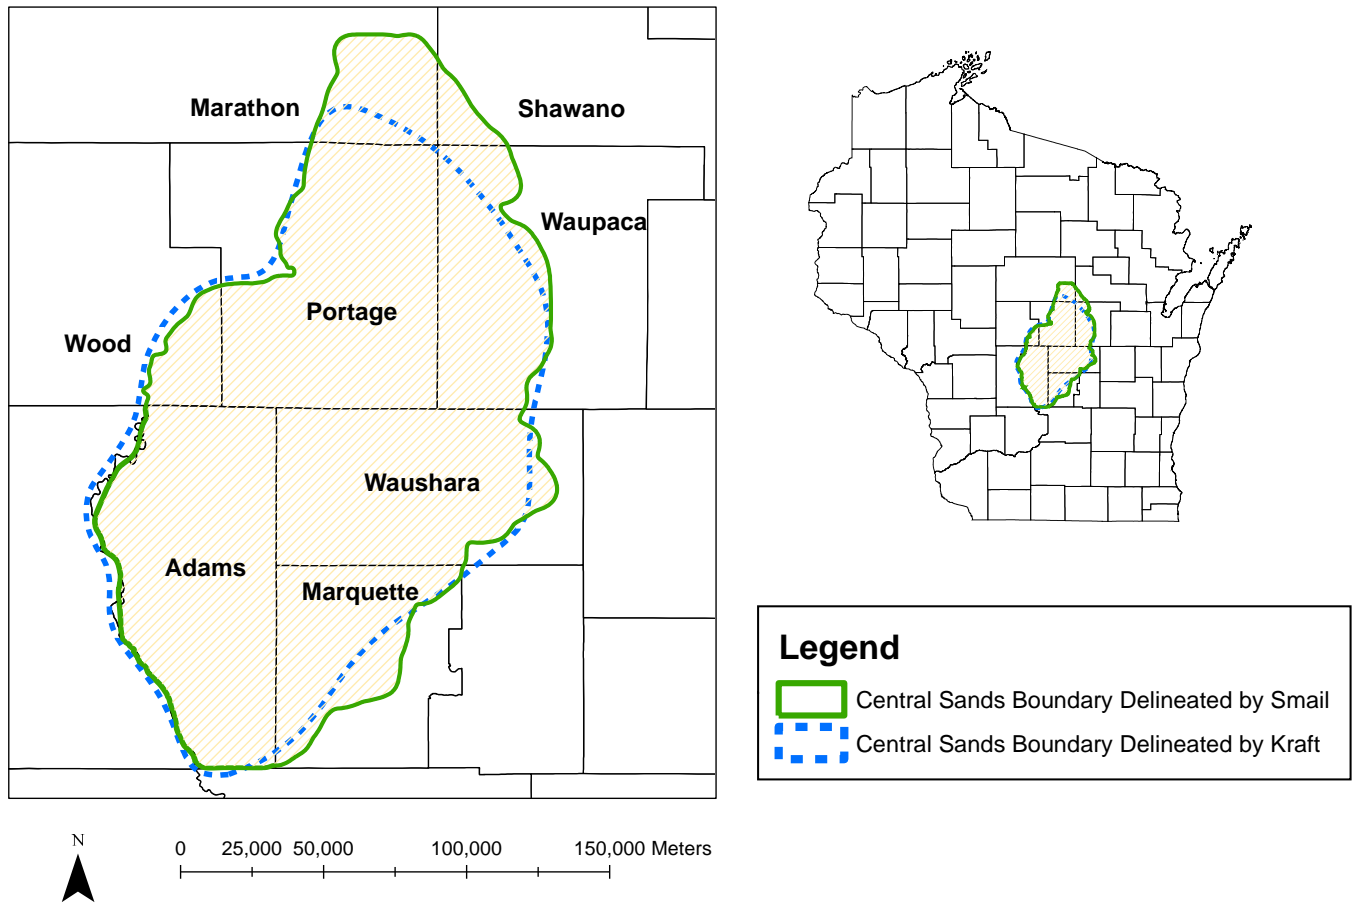 Marathon
Shawano
Waupaca
Portage
Wood
Waushara
Adams
Marquette
Legend
Central Sands Boundary Delineated by Smail
Central Sands Boundary Delineated by Kraft
N
0 25,000 50,000 100,000 150,000 Meters